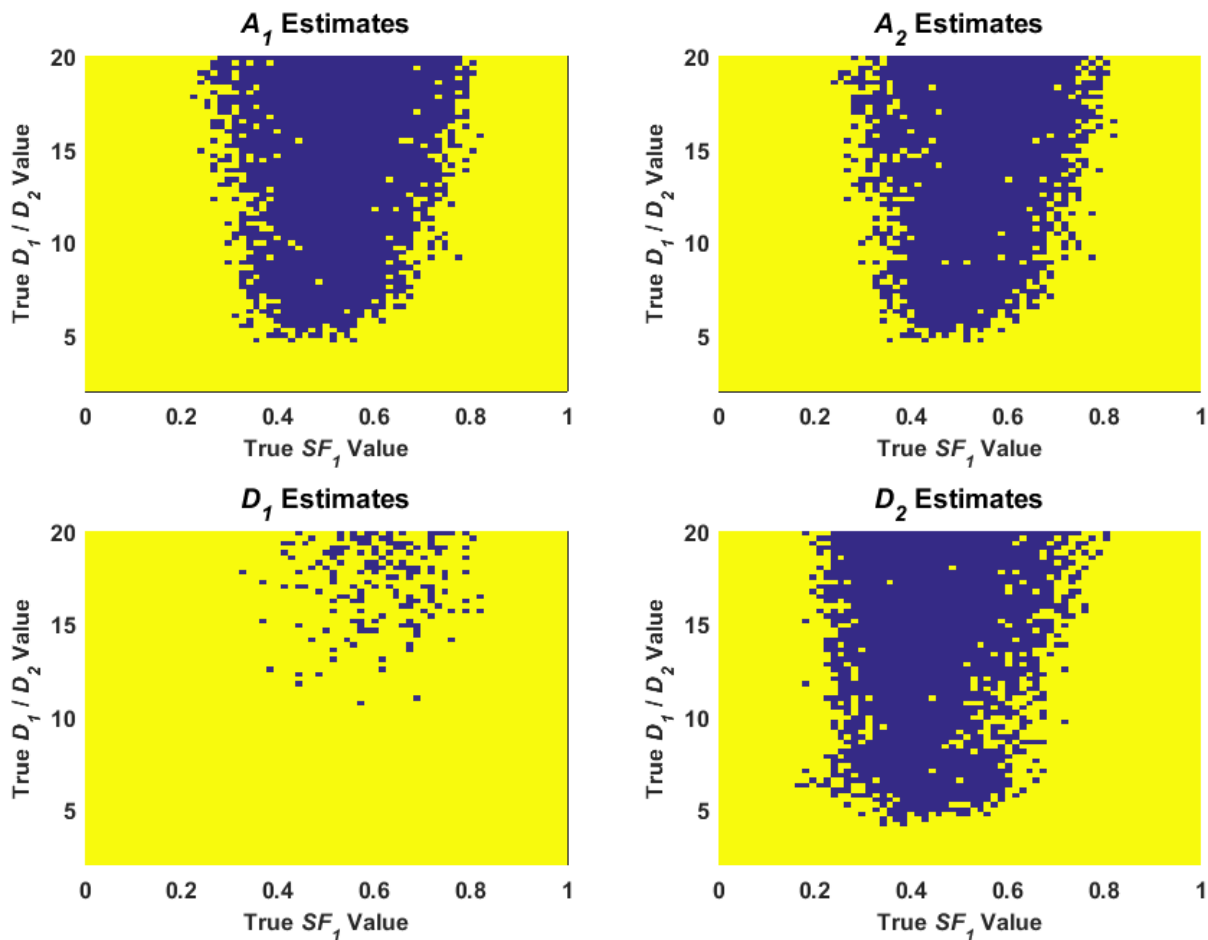 A1 Estimates
20
15
10
5
True D1 / D2 Value
0 0.2 0.4 0.6 0.8 1
True SF1 Value
A2 Estimates
20
15
10
5
True D1 / D2 Value
0 0.2 0.4 0.6 0.8 1
True SF1 Value
D1 Estimates
20
15
10
5
True D1 / D2 Value
0 0.2 0.4 0.6 0.8 1
True SF1 Value
D2 Estimates
20
15
10
5
True D1 / D2 Value
0 0.2 0.4 0.6 0.8 1
True SF1 Value